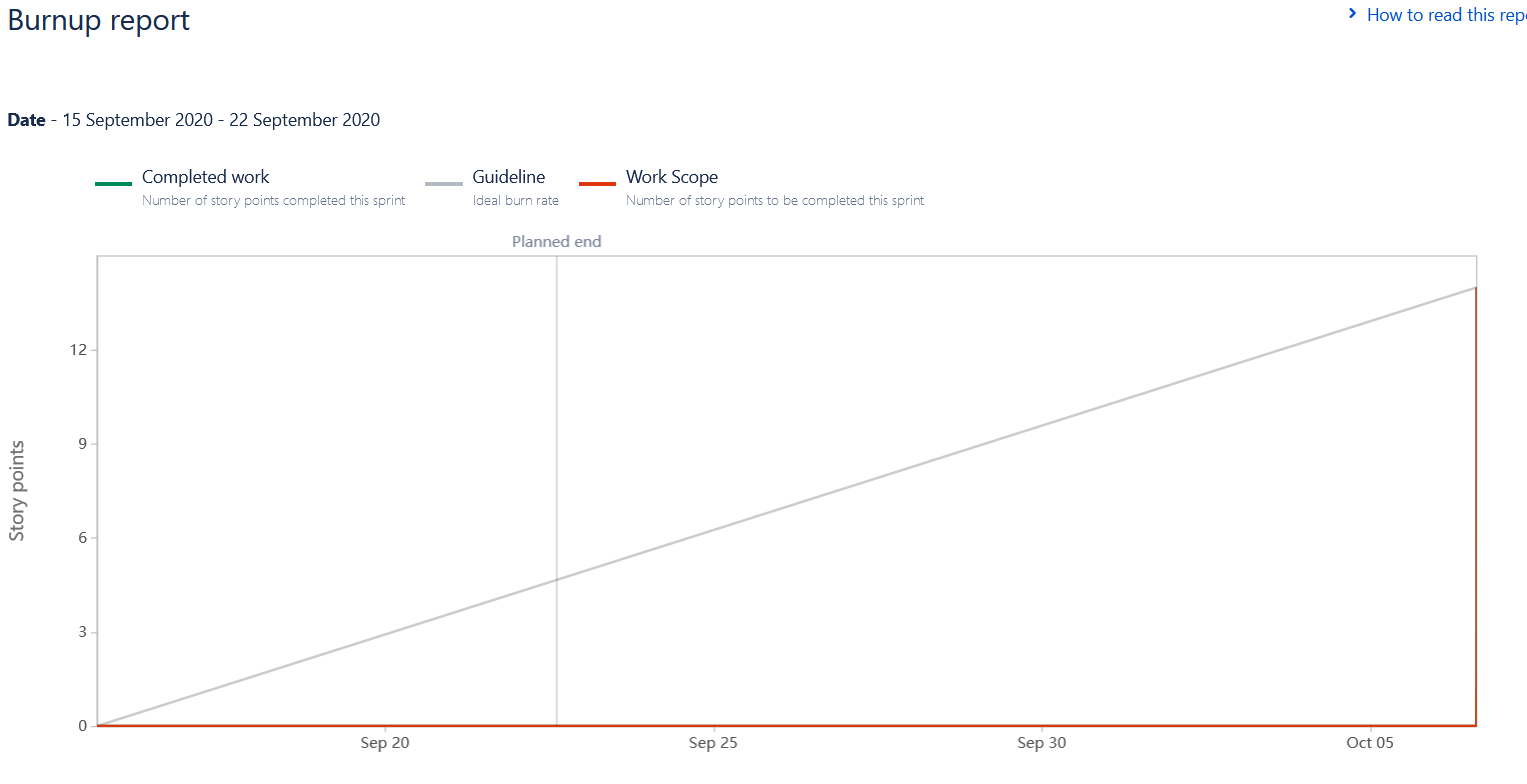 Burnup report
How to read this rep
Date - 15 September 2020 - 22 September 2020
Completed work
Number of story points completed this sprint
Guideline
Ideal burn rate
Work Scope
Number of story points to be completed this sprint
Planned end
Story points
12
9
6
3
0
Sep 20
Sep 25
Sep 30
Oct 05